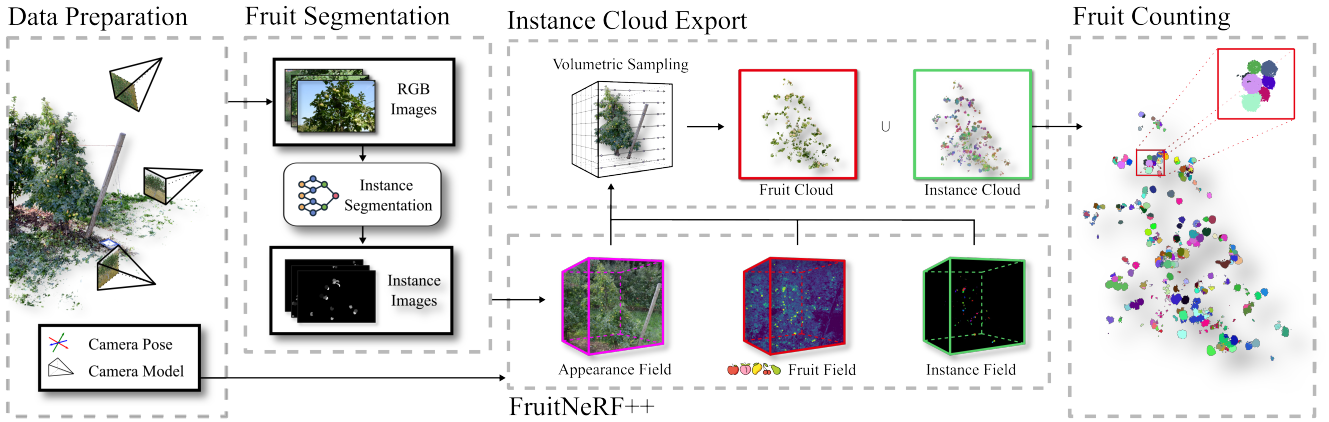 Data Preparation
Camera Pose
Camera Model
Fruit Segmentation
RGB
Images
Instance
Segmentation
Instance
Images
Instance Cloud Export
Volumetric Sampling
Fruit Cloud
∪
Instance Cloud
Appearance Field
Fruit Field
Instance Field
FruitNeRF++
Fruit Counting